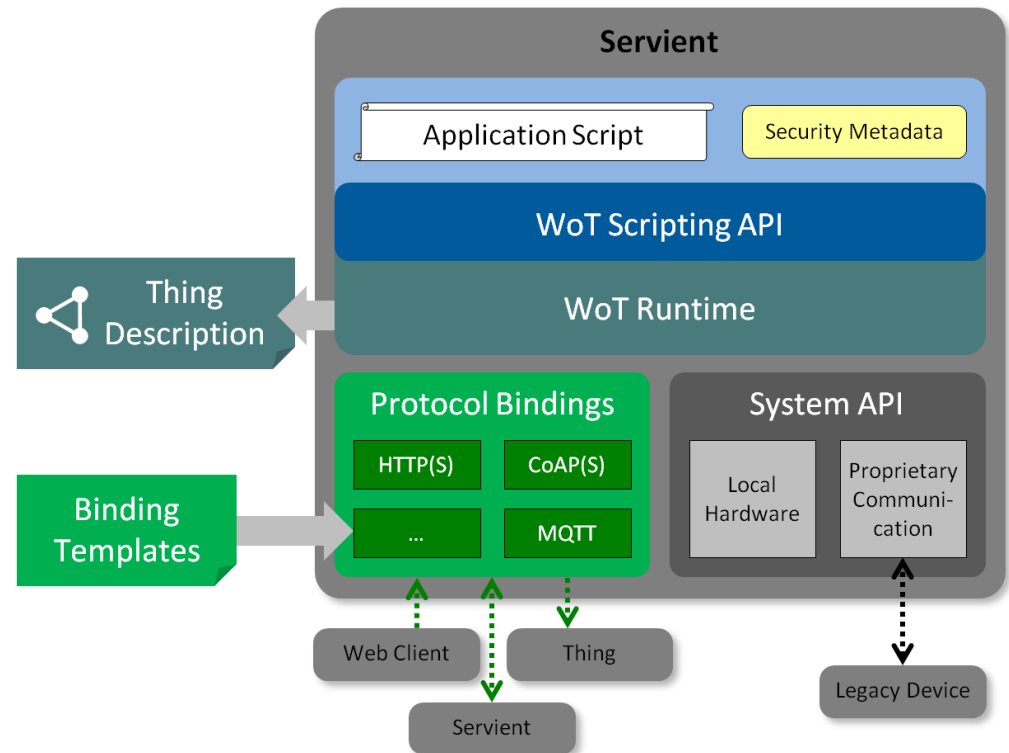 Servient
Application Script
Security Metadata
WoT Scripting API
WoT Runtime
Thing
Description
Protocol Bindings
HTTP(S)
CoAP(S)
...
MQTT
System API
Local
Hardware
Proprietary
Communi-
cation
Binding
Templates
Web Client
Thing
Servient
Legacy Device